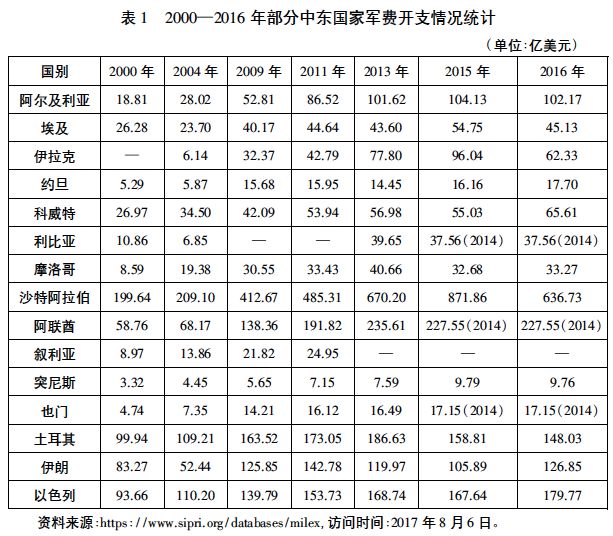 表 1 2000—2016 年部分中东国家军费开支情况统计
(单位:亿美元)
国别 2000 年 2004 年 2009 年 2011 年 2013 年 2015 年 2016 年
阿尔及利亚 18.81 28.02 52.81 86.52 101.62 104.13 102.17
埃及 26.28 23.70 40.17 44.64 43.60 54.75 45.13
伊拉克 — 6.14 32.37 42.79 77.80 96.04 62.33
约旦 5.29 5.87 15.68 15.95 14.45 16.16 17.70
科威特 26.97 34.50 42.09 53.94 56.98 55.03 65.61
利比亚 10.86 6.85 — — 39.65 37.56(2014) 37.56(2014)
摩洛哥 8.59 19.38 30.55 33.43 40.66 32.68 33.27
沙特阿拉伯 199.64 209.10 412.67 485.31 670.20 871.86 636.73
阿联酋 58.76 68.17 138.36 191.82 235.61 227.55(2014) 227.55(2014)
叙利亚 8.97 13.86 21.82 24.95 — — —
突尼斯 3.32 4.45 5.65 7.15 7.59 9.79 9.76
也门 4.74 7.35 14.21 16.12 16.49 17.15(2014) 17.15(2014)
土耳其 99.94 109.21 163.52 173.05 186.63 158.81 148.03
伊朗 83.27 52.44 125.85 142.78 119.97 105.89 126.85
以色列 93.66 110.20 139.79 153.73 168.74 167.64 179.77
资料来源:https://www.sipri.org/databases/milex,访问时间:2017 年 8 月 6 日。